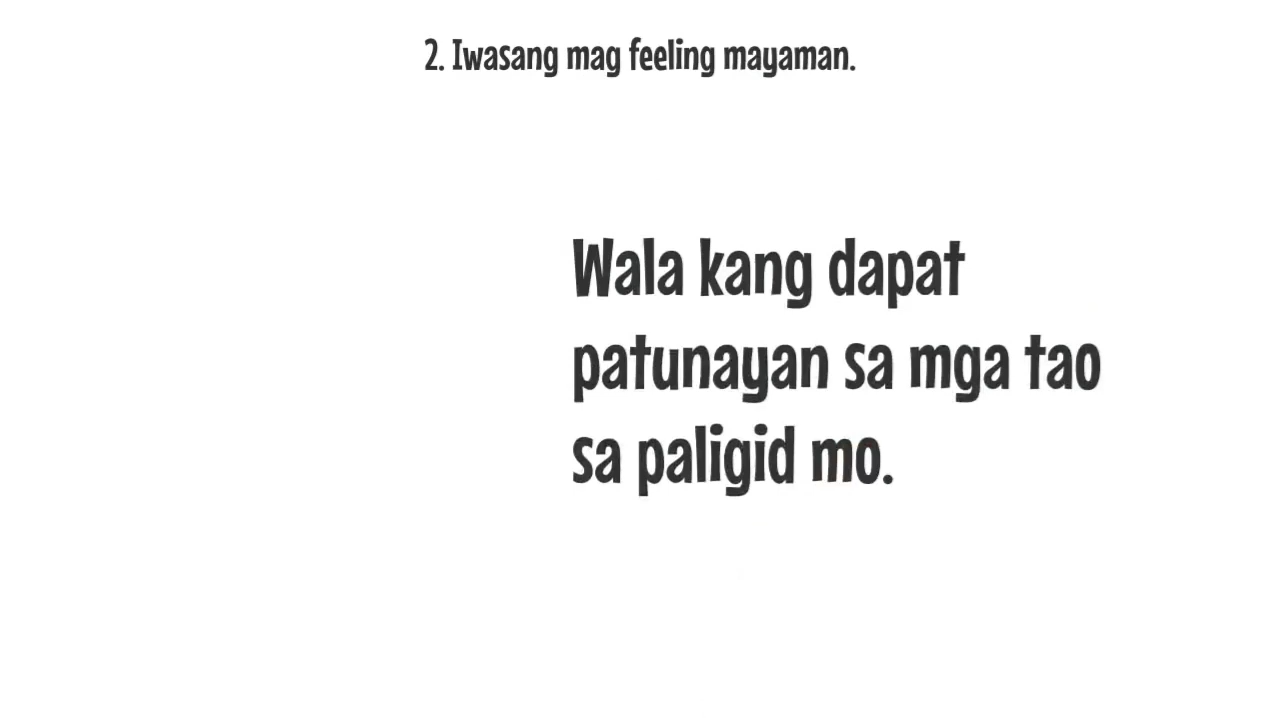 2. Iwasang mag feeling mayaman.
Wala kang dapat
patunayan sa mga tao
sa paligid mo.